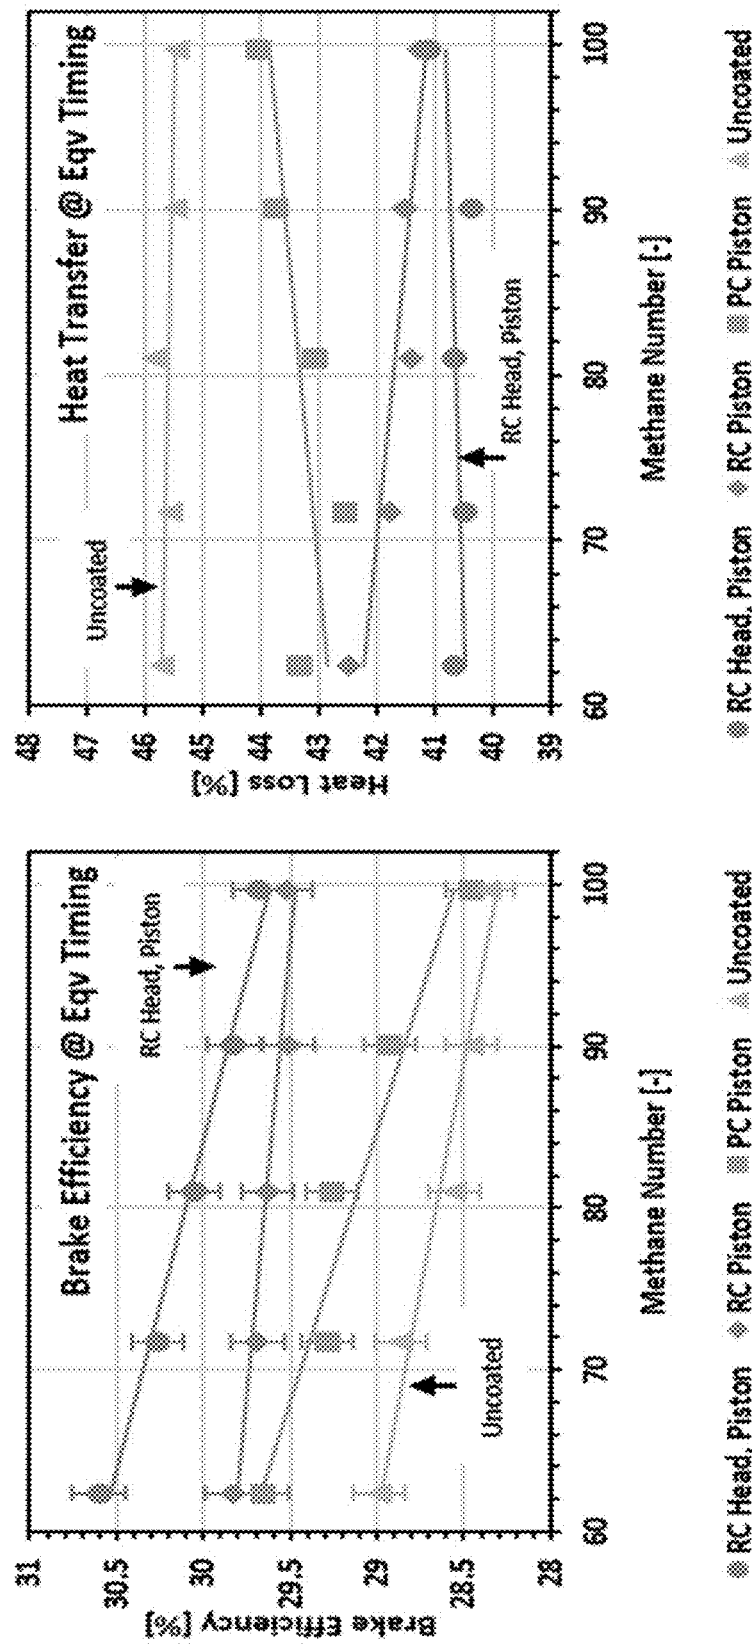 Brake Efficiency @ Eqv Timing
Brake Efficiency [%]
31
30.5
30
29.5
29
28.5
28
RC Head, Piston
Uncoated
60
70
80
90
100
Methane Number [-]
RC Head, Piston
RC Piston
PC Piston
Uncoated
Heat Transfer @ Eqv Timing
Heat Loss [%]
48
47
46
45
44
43
42
41
40
39
Uncoated
RC Head, Piston
60
70
80
90
100
Methane Number [-]
RC Head, Piston
RC Piston
PC Piston
Uncoated